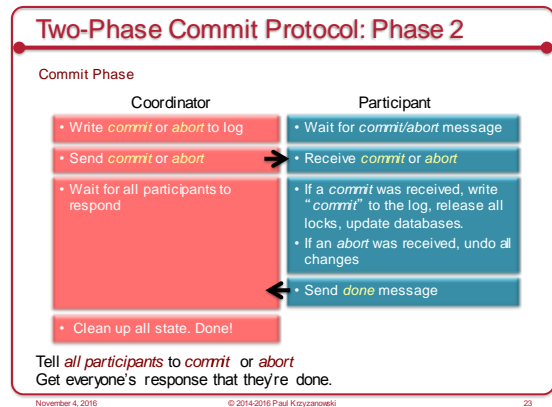 Two-Phase Commit Protocol: Phase 2
Commit Phase
Coordinator
Participant
• Write commit or abort to log
• Wait for commit/abort message
• Send commit or abort
• Receive commit or abort
• Wait for all participants to
respond
• If a commit was received, write
“commit” to the log, release all
locks, update databases.
• If an abort was received, undo all
changes
• Send done message
• Clean up all state. Done!
Tell all participants to commit or abort
Get everyone's response that they're done.
November 4, 2016
© 2014-2016 Paul Krzyzanowski
23